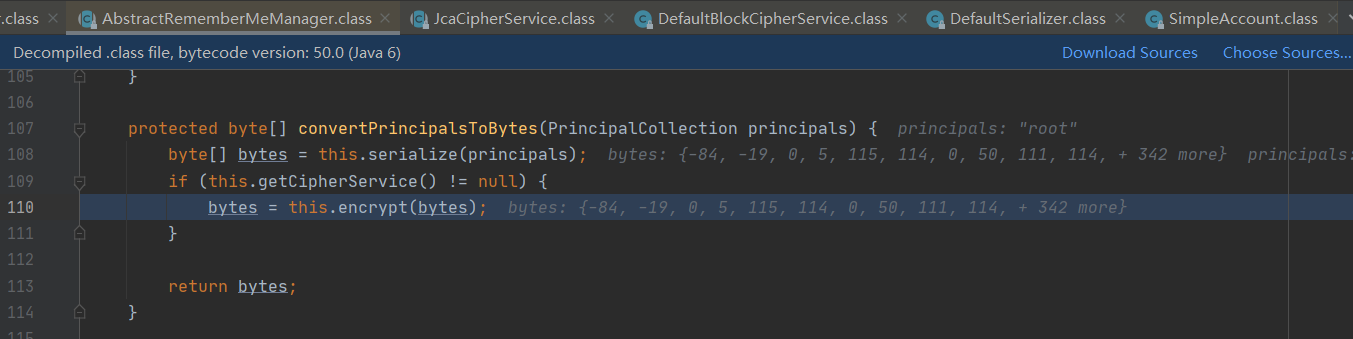 r.class AbstractRememberMeManager.class JcaCipherService.class DefaultBlockCipherService.class DefaultSerializer.class SimpleAccount.class
Decompiled .class file, bytecode version: 50.0 (Java 6) Download Sources Choose Sources...
105 }
106
107 protected byte[] convertPrincipalsToBytes(PrincipalCollection principals) { principals: "root"
108 byte[] bytes = this.serialize(principals); bytes: {-84, -19, 0, 5, 115, 114, 0, 50, 111, 114, + 342 more} principals:
109 if (this.getCipherService() != null) {
110 bytes = this.encrypt(bytes); bytes: {-84, -19, 0, 5, 115, 114, 0, 50, 111, 114, + 342 more}
111 }
112
113 return bytes;
114 }
115